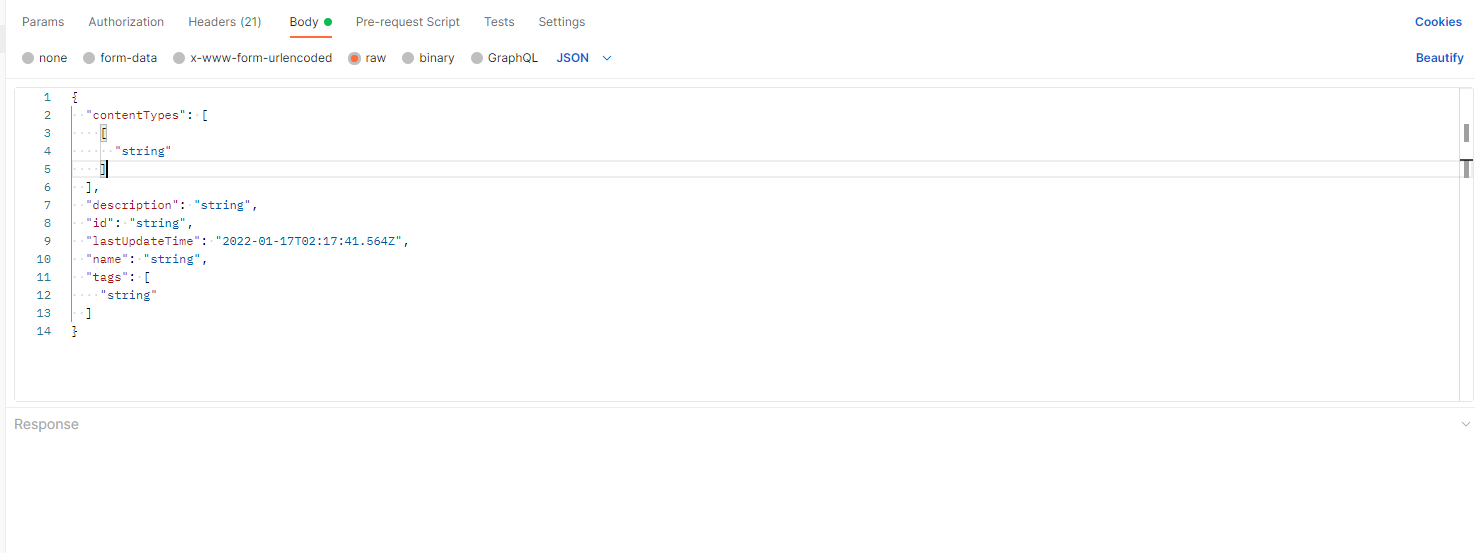 Params Authorization Headers (21) Body Pre-request Script Tests Settings Cookies
none form-data x-www-form-urlencoded raw binary GraphQL JSON Beautify
1 {
2 "contentTypes": [
3 [
4 "string"
5 ]
6 ],
7 "description": "string",
8 "id": "string",
9 "lastUpdateTime": "2022-01-17T02:17:41.564Z",
10 "name": "string",
11 "tags": [
12 "string"
13 ]
14 }
Response